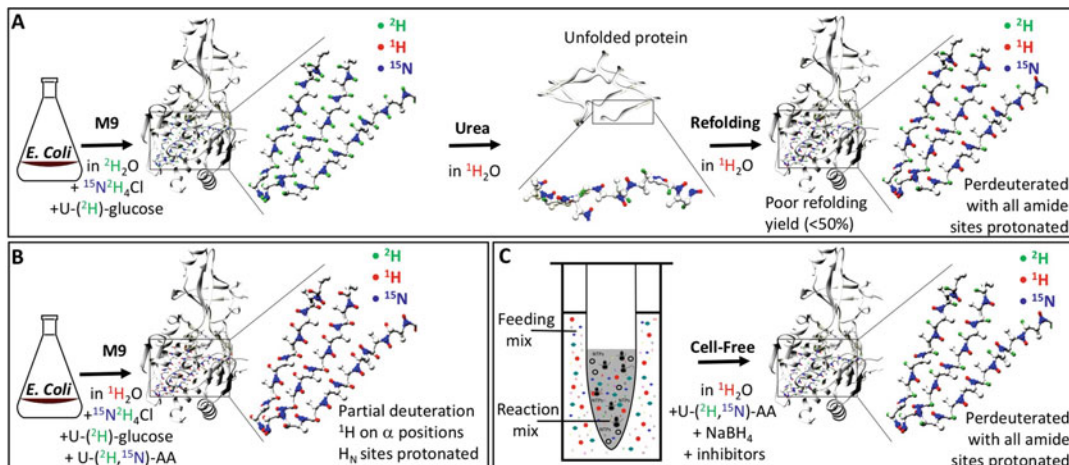 A
E. Coli
M9
in ²H₂O
+ ¹⁵N²H₄Cl
+U-(²H)-glucose
² H
¹H
¹⁵N
Urea
in ¹H₂O
Unfolded protein
Refolding
in ¹H₂O
Poor refolding
yield (<50%)
²H
¹H
¹⁵N
Perdeuterated
with all amide
sites protonated
B
E. Coli
M9
in ¹H₂O
+¹⁵N²H₄Cl
+U-(²H)-glucose
+ U-(²H,¹⁵N)-AA
²H
¹H
¹⁵N
Partial deuteration
¹H on α positions
H_N sites protonated
C
Feeding
mix
Reaction
mix
Cell-Free
in ¹H₂O
+U-(²H,¹⁵N)-AA
+ NaBH₄
+ inhibitors
²H
¹H
¹⁵N
Perdeuterated
with all amide
sites protonated